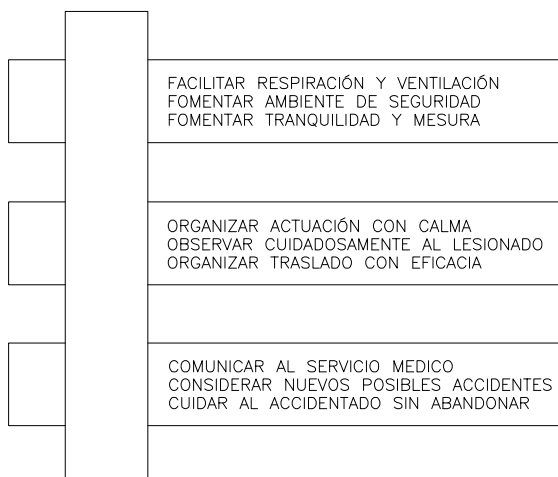 FACILITAR RESPIRACIÓN Y VENTILACIÓN
FOMENTAR AMBIENTE DE SEGURIDAD
FOMENTAR TRANQUILIDAD Y MESURA
ORGANIZAR ACTUACIÓN CON CALMA
OBSERVAR CUIDADOSAMENTE AL LESIONADO
ORGANIZAR TRASLADO CON EFICACIA
COMUNICAR AL SERVICIO MEDICO
CONSIDERAR NUEVOS POSIBLES ACCIDENTES
CUIDAR AL ACCIDENTADO SIN ABANDONAR